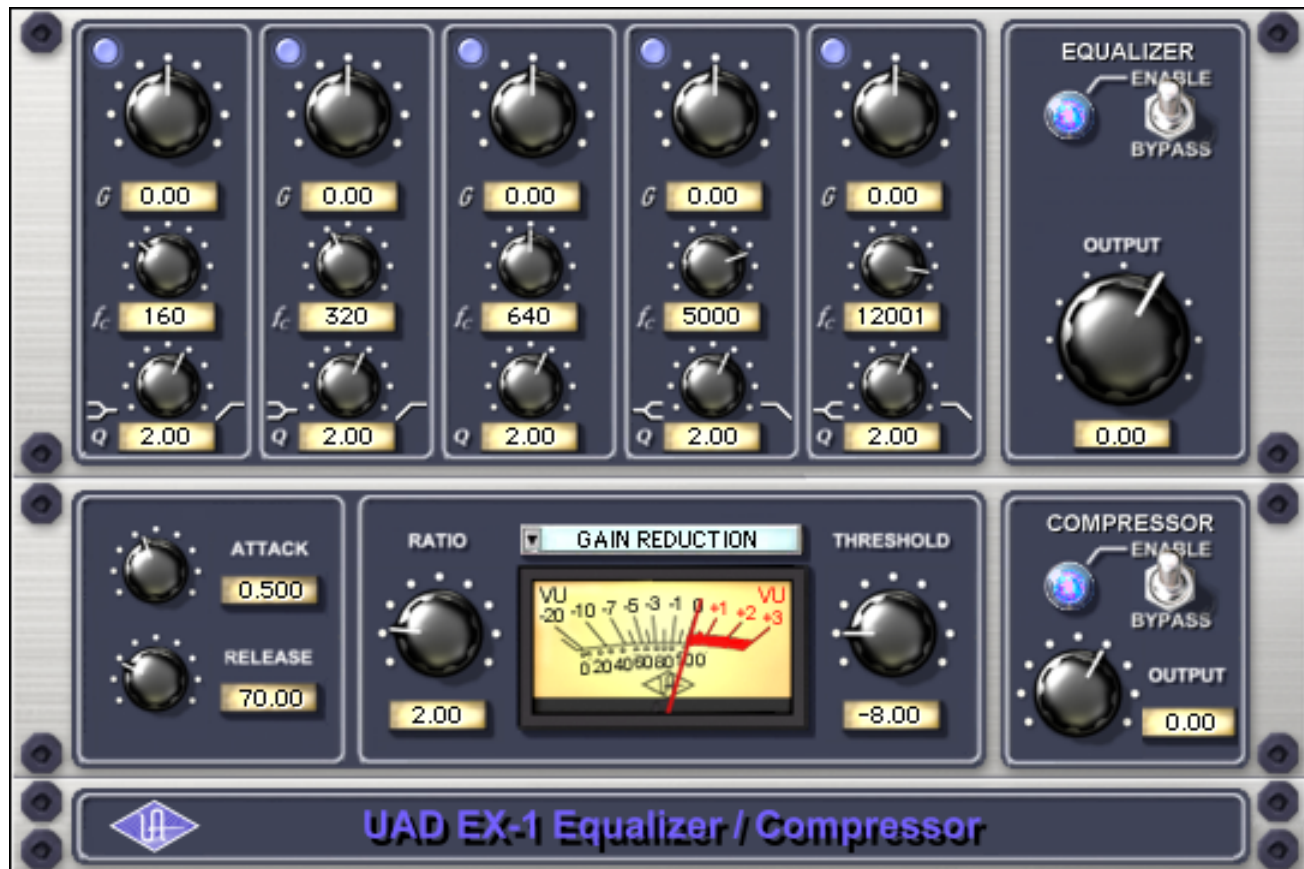 EQUALIZER
ENABLE
BYPASS
G 0.00 G 0.00 G 0.00 G 0.00 G 0.00
OUTPUT
fc 160 fc 320 fc 640 fc 5000 fc 12001
Q 2.00 Q 2.00 Q 2.00 Q 2.00 Q 2.00
0.00
ATTACK
0.500
RELEASE
70.00
RATIO
2.00
GAIN REDUCTION
VU VU
-20 -10 -7 -5 -3 -1 0 +1 +2 +3
0 20 40 60 80 100
UA
THRESHOLD
-8.00
COMPRESSOR
ENABLE
BYPASS
OUTPUT
0.00
UA
UAD EX-1 Equalizer / Compressor